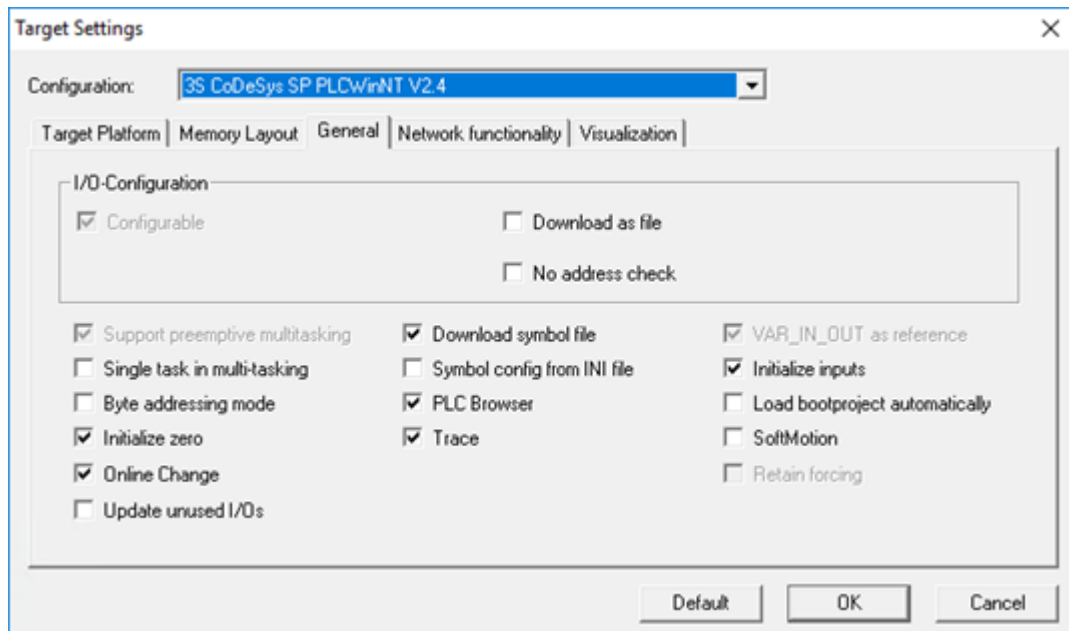 Target Settings
Configuration: 3S CoDeSys SP PLCWinNT V2.4
Target Platform Memory Layout General Network functionality Visualization
I/O-Configuration
Configurable Download as file
No address check
Support preemptive multitasking Download symbol file VAR_IN_OUT as reference
Single task in multi-tasking Symbol config from INI file Initialize inputs
Byte addressing mode PLC Browser Load bootproject automatically
Initialize zero Trace SoftMotion
Online Change Retain forcing
Update unused I/Os
Default OK Cancel